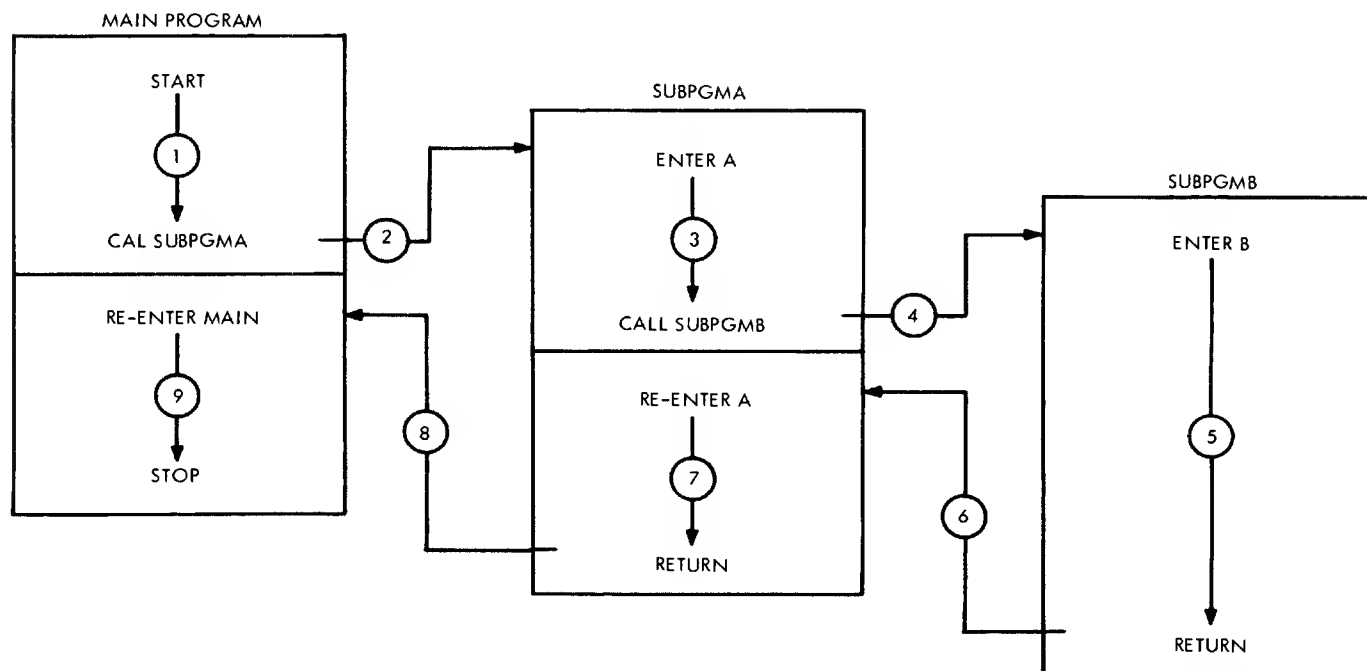 MAIN PROGRAM
START
1
CAL SUBPGMA
2
RE-ENTER MAIN
9
STOP
8
SUBPGMA
ENTER A
3
CALL SUBPGMB
4
RE-ENTER A
7
RETURN
6
SUBPGMB
ENTER B
5
RETURN